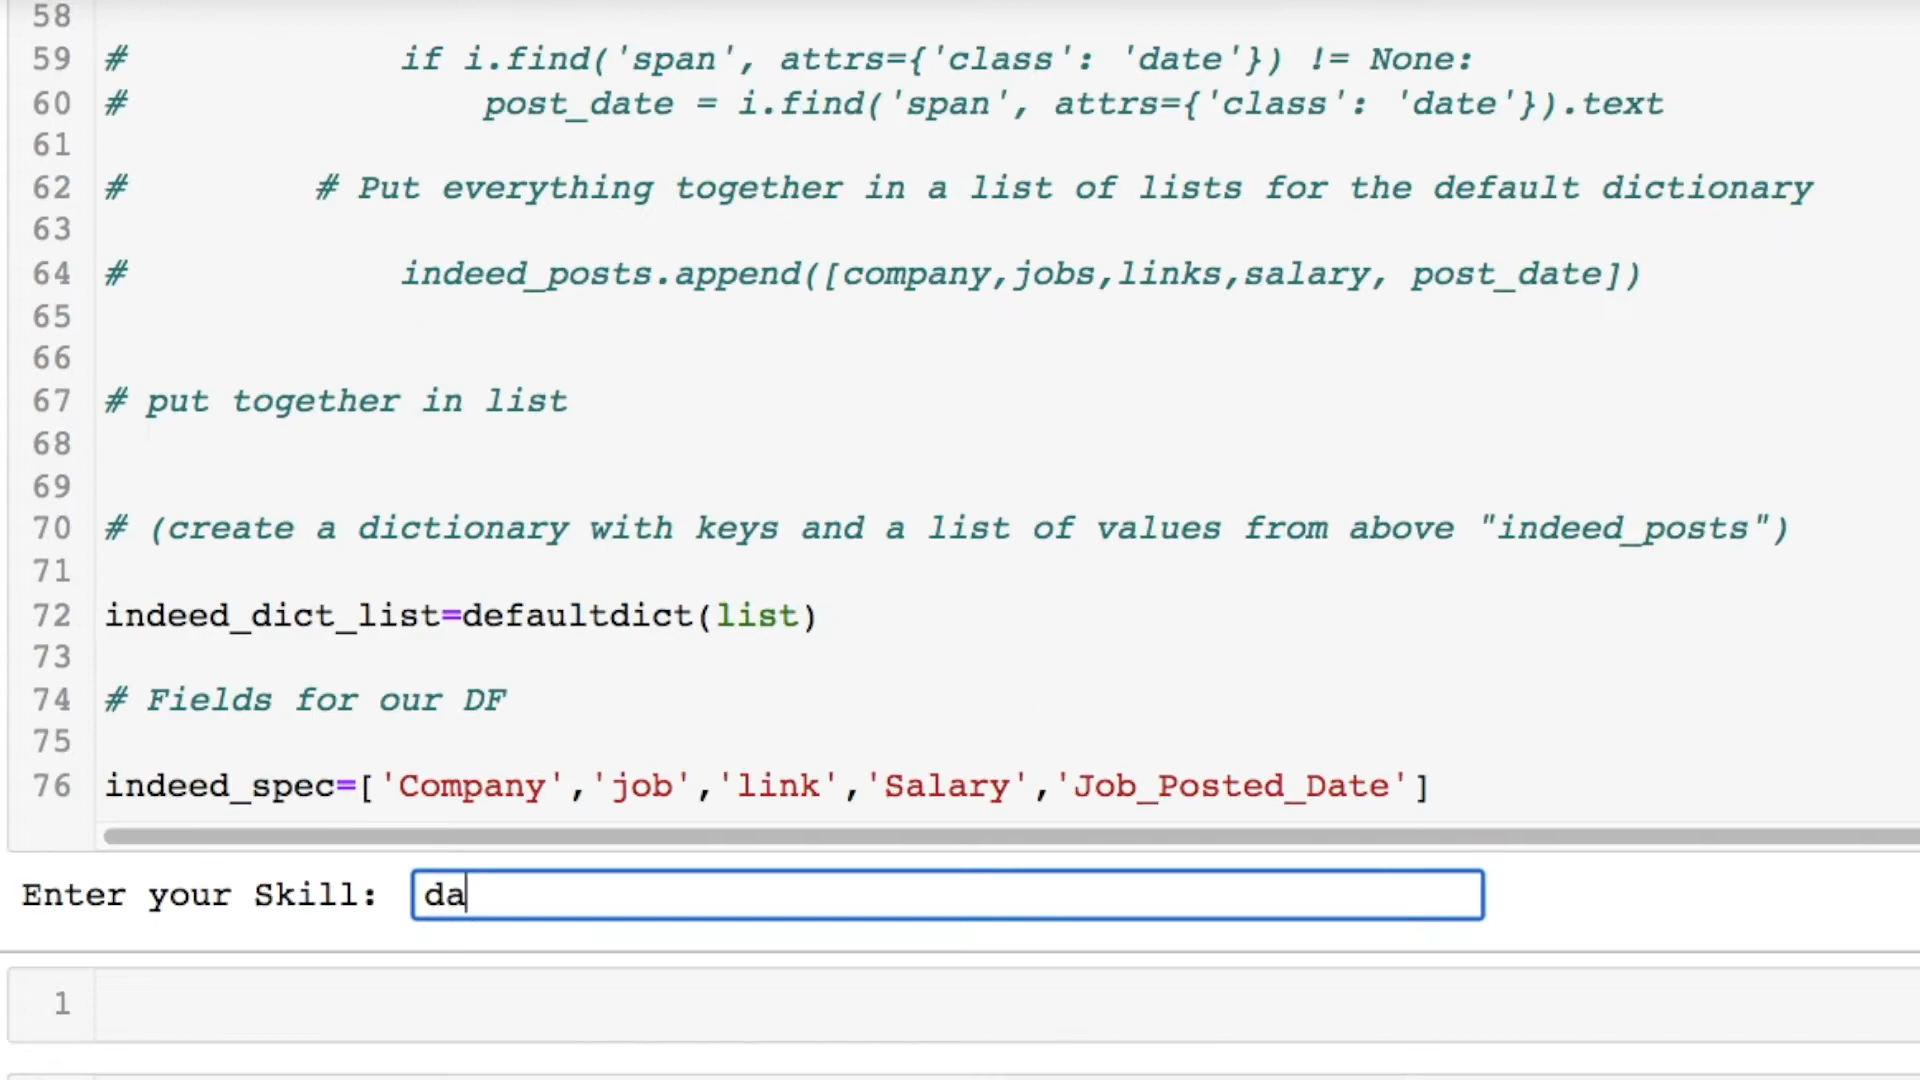 58
59 # if i.find('span', attrs={'class': 'date'}) != None:
60 # post_date = i.find('span', attrs={'class': 'date'}).text
61
62 # # Put everything together in a list of lists for the default dictionary
63
64 # indeed_posts.append([company,jobs,links,salary, post_date])
65
66
67 # put together in list
68
69
70 # (create a dictionary with keys and a list of values from above "indeed_posts")
71
72 indeed_dict_list=defaultdict(list)
73
74 # Fields for our DF
75
76 indeed_spec=['Company','job','link','Salary','Job_Posted_Date']
Enter your Skill: da
1